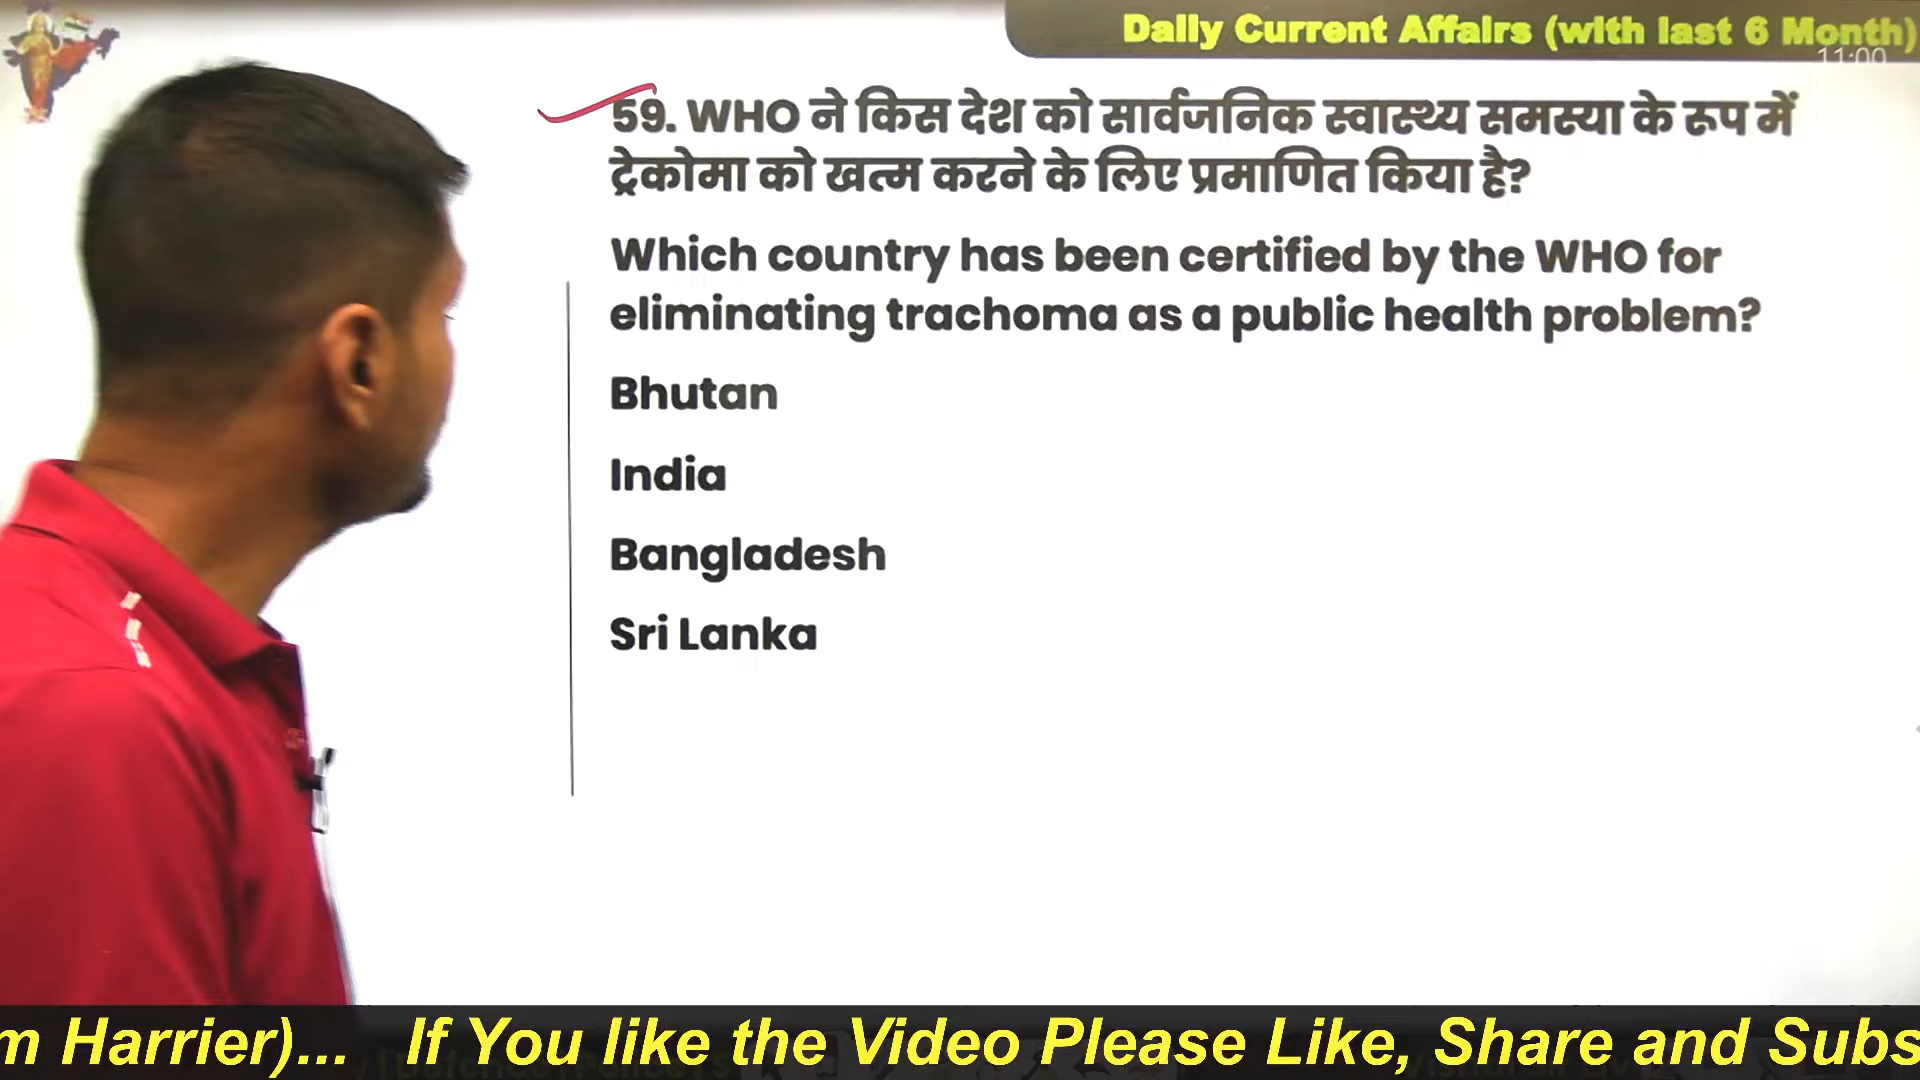 Daily Current Affairs (with last 6 Month)
11:00
59. WHO ने किस देश को सार्वजनिक स्वास्थ्य समस्या के रूप में
ट्रेकोमा को खत्म करने के लिए प्रमाणित किया है?
Which country has been certified by the WHO for
eliminating trachoma as a public health problem?
Bhutan
India
Bangladesh
Sri Lanka
m Harrier)... If You like the Video Please Like, Share and Subs